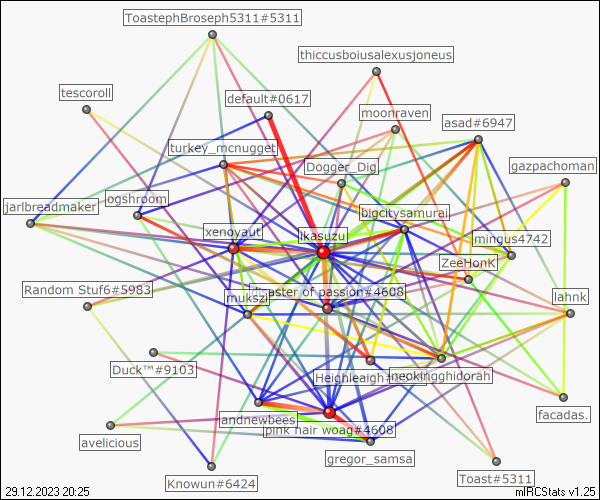 ToastephBroseph5311#5311
thiccusboiusalexusjoneus
tescoroll
default#0617
moonraven
asad#6947
turkey_mcnugget
Dogger_Dig
gazpachoman
jarlbreadmaker
ogshroom
bigcitysamurai
xenoyaut
ikasuzu
mingus4742
ZeeHonK
Random Stuf6#5983
mukszi
disaster of passion#4608
lahnk
Duck™#9103
Heighleigh
neokingghidorah
andnewbees
facadas.
pink hair woag#4608
avelicious
gregor_samsa
Knowun#6424
Toast#5311
29.12.2023 20:25
mIRCStats v1.25